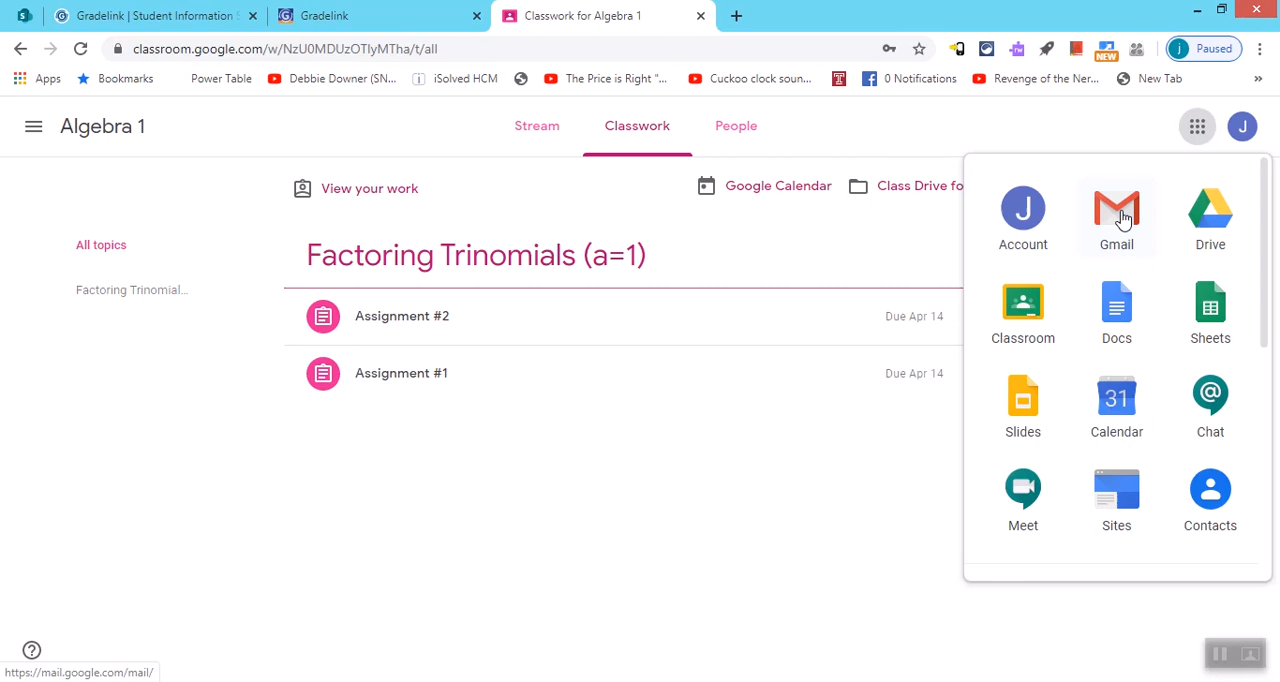 Gradelink | Student Information S
Gradelink
Classwork for Algebra 1
classroom.google.com/w/NzU0MDUzOTIyMTha/t/all
NEW
j
Paused
Apps
Bookmarks
Power Table
Debbie Downer (SN...
iSolved HCM
The Price is Right "...
Cuckoo clock soun...
0 Notifications
Revenge of the Ner...
New Tab
»
Algebra 1
Stream
Classwork
People
J
View your work
Google Calendar
Class Drive fo
All topics
Factoring Trinomial...
Factoring Trinomials (a=1)
Assignment #2
Due Apr 14
Assignment #1
Due Apr 14
J
Account
Gmail
Drive
Classroom
Docs
Sheets
Slides
31
Calendar
@
Chat
Meet
Sites
Contacts
https://mail.google.com/mail/